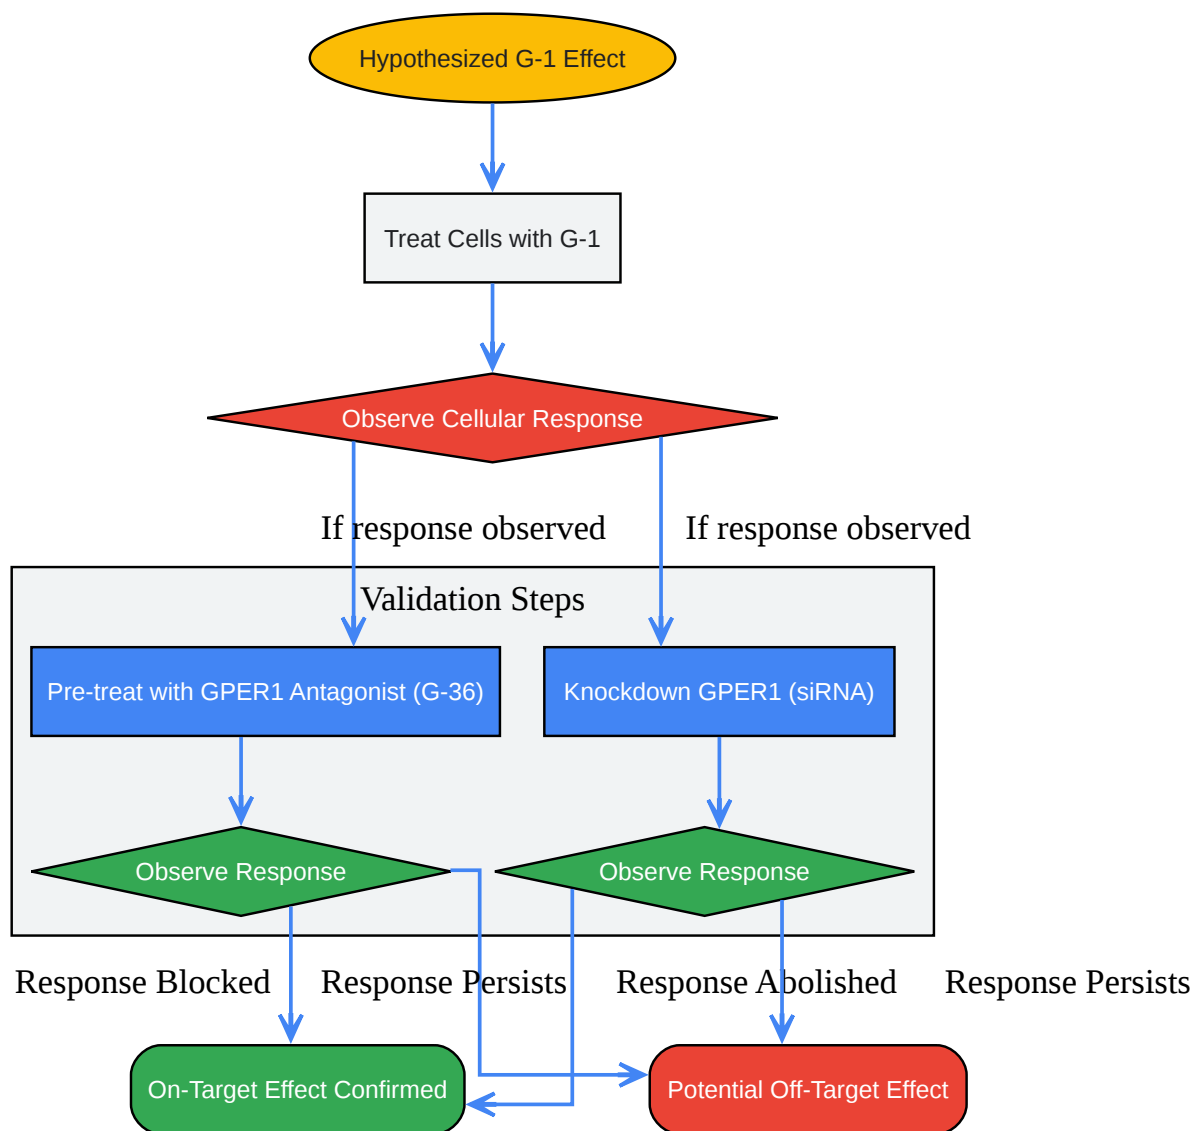 Hypothesized G-1 Effect
Treat Cells with G-1
Observe Cellular Response
If response observed
If response observed
Validation Steps
Pre-treat with GPER1 Antagonist (G-36)
Knockdown GPER1 (siRNA)
Observe Response
Observe Response
Response Blocked
Response Persists
Response Abolished
Response Persists
On-Target Effect Confirmed
Potential Off-Target Effect